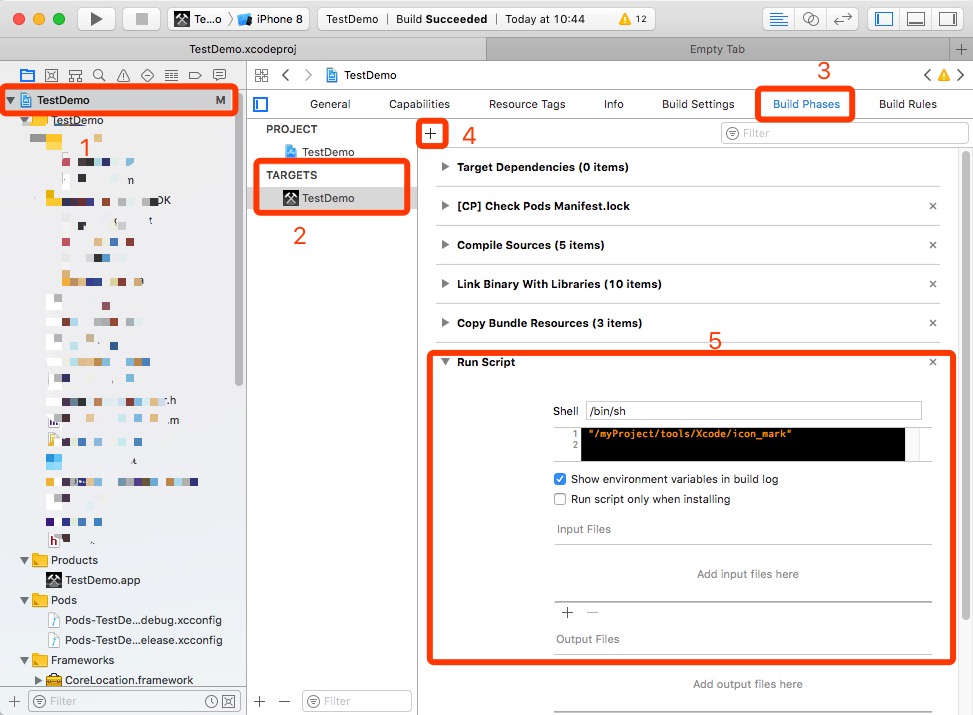 Te...o
iPhone 8
TestDemo
Build Succeeded
Today at 10:44
12
TestDemo.xcodeproj
Empty Tab
TestDemo
3
General
Capabilities
Resource Tags
Info
Build Settings
Build Phases
Build Rules
TestDemo
M
TestDemo
1
PROJECT
TestDemo
TARGETS
TestDemo
2
4
Filter
Target Dependencies (0 items)
[CP] Check Pods Manifest.lock
Compile Sources (5 items)
Link Binary With Libraries (10 items)
Copy Bundle Resources (3 items)
5
Run Script
Shell
/bin/sh
1
"/myProject/tools/Xcode/icon_mark"
2
Show environment variables in build log
Run script only when installing
Input Files
Add input files here
Output Files
Add output files here
Products
TestDemo.app
Pods
Pods-TestDe...debug.xcconfig
Pods-TestDe...elease.xcconfig
Frameworks
CoreLocation.framework
Filter
Filter